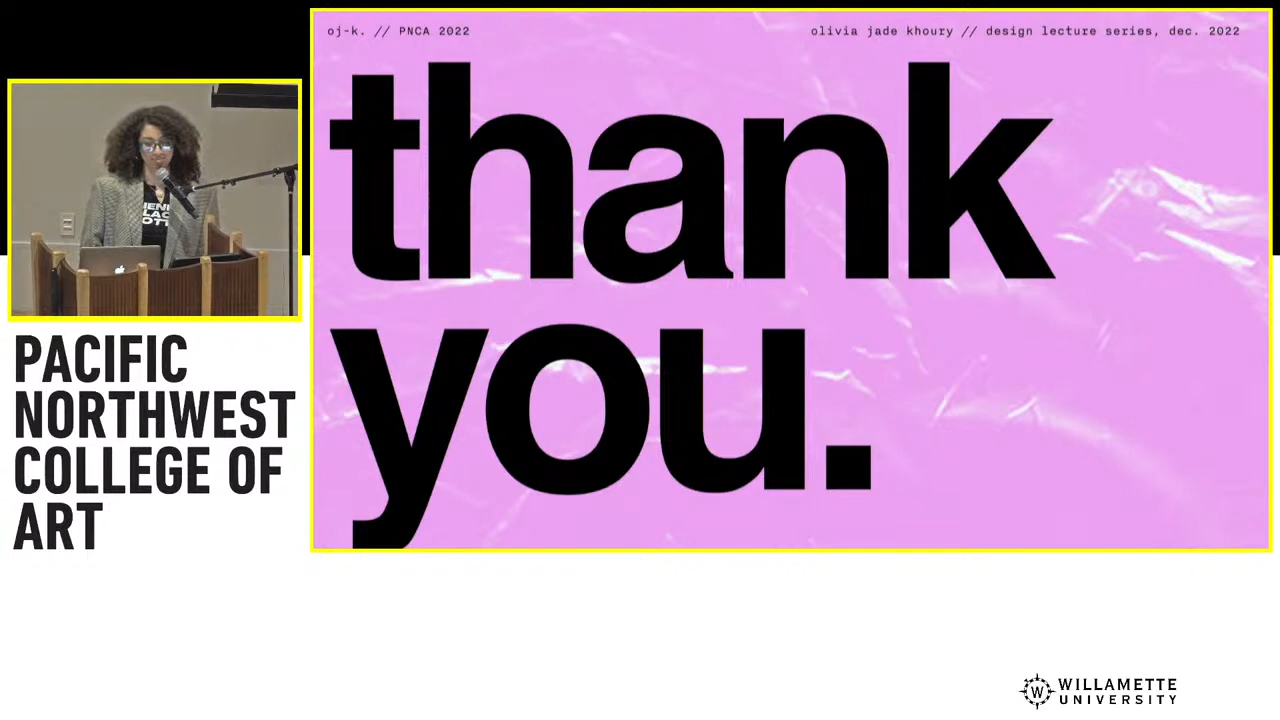 oj-k. // PNCA 2022
olivia jade khoury // design lecture series, dec. 2022
thank
you.
PACIFIC
NORTHWEST
COLLEGE OF
ART
W
WILLAMETTE
UNIVERSITY